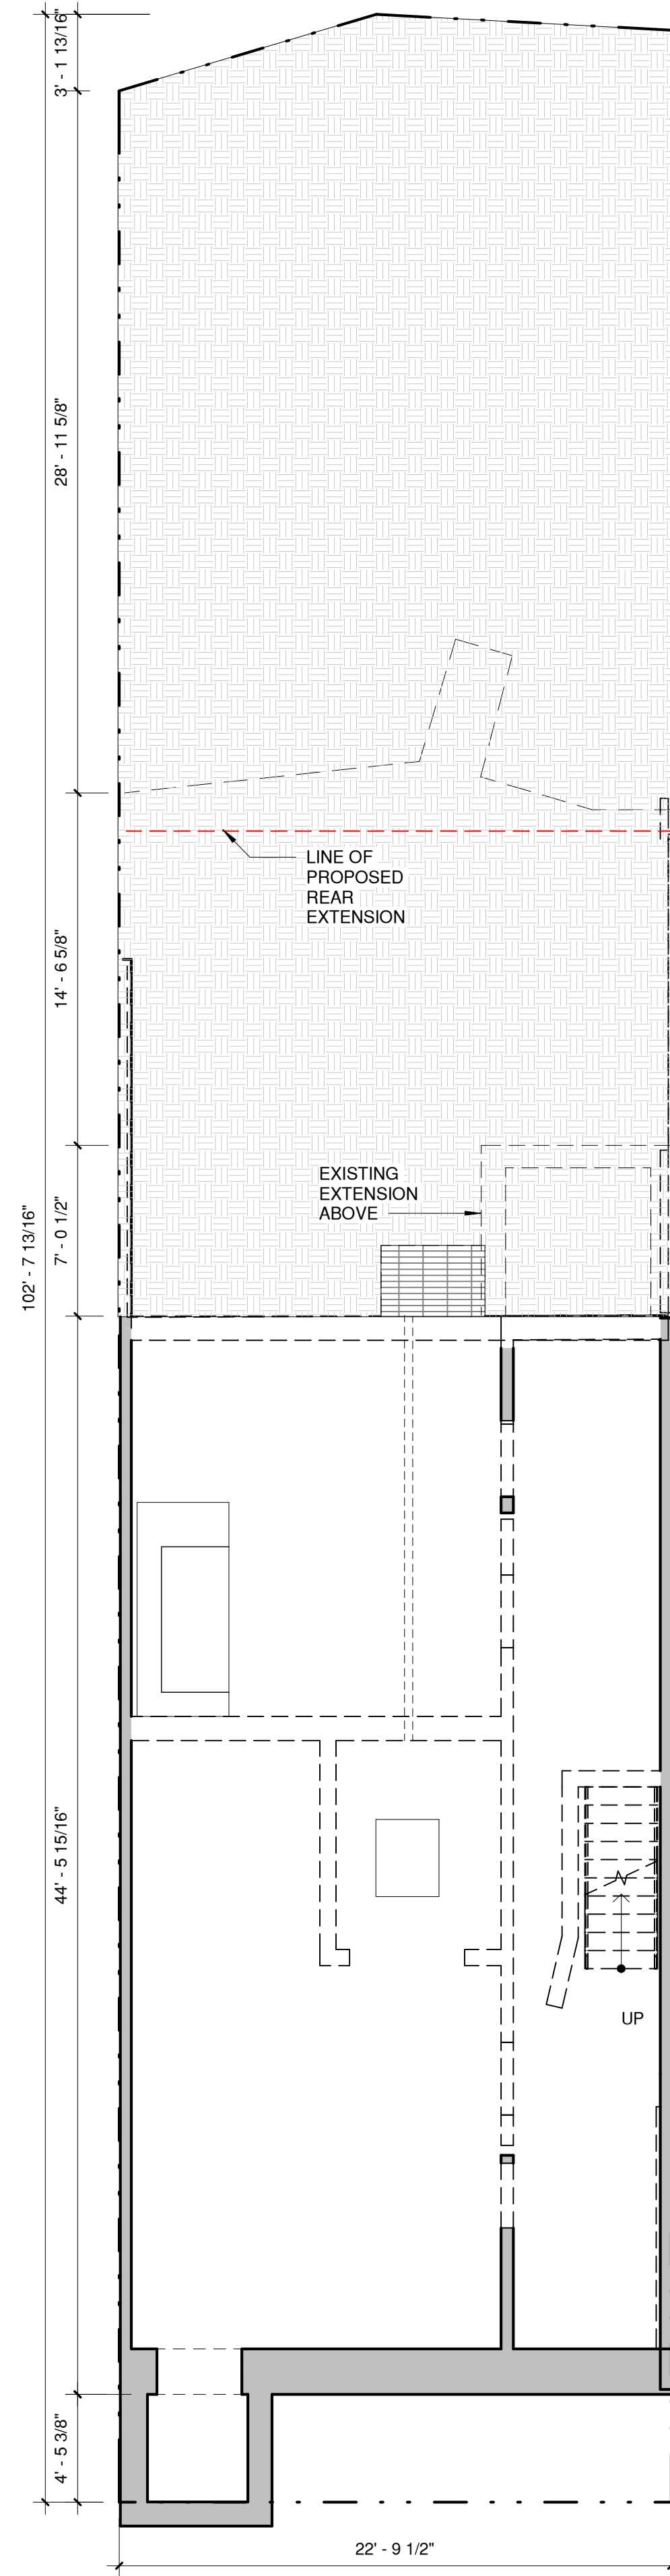 3' - 1 13/16"
28' - 11 5/8"
LINE OF
PROPOSED
REAR
EXTENSION
14' - 6 5/8"
EXISTING
EXTENSION
ABOVE
7' - 0 1/2"
102' - 7 13/16"
44' - 5 15/16"
UP
4' - 5 3/8"
22' - 9 1/2"